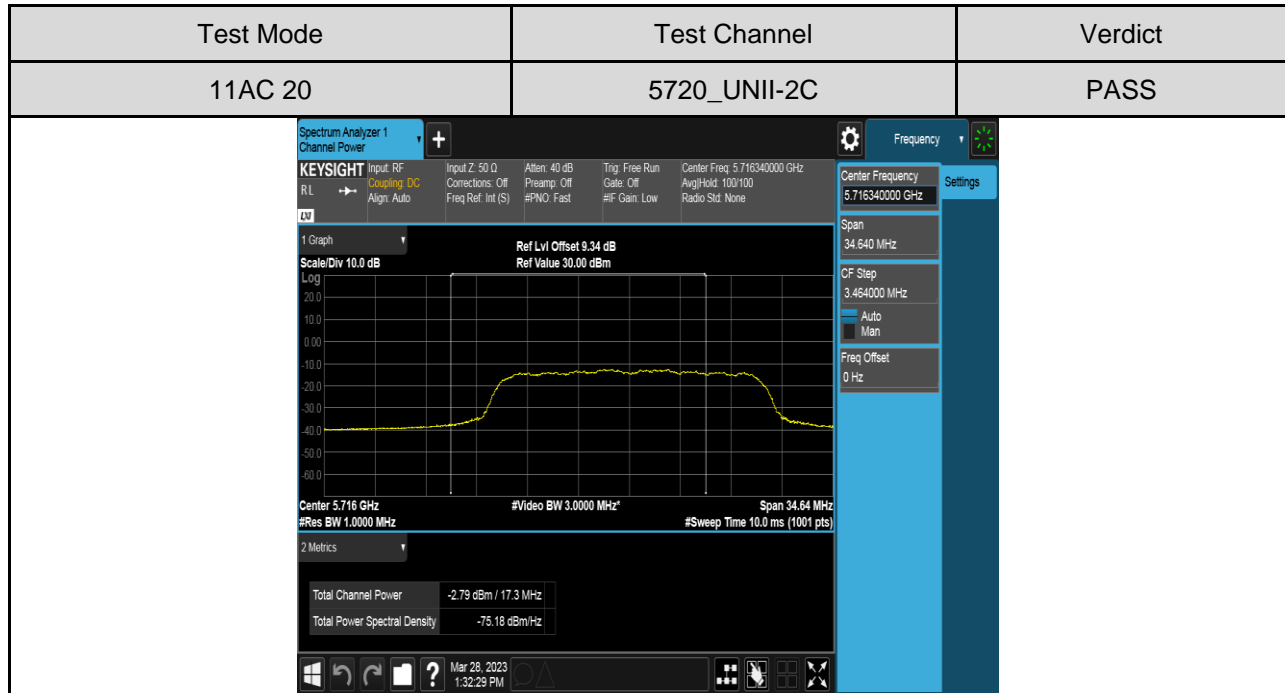 Test Mode Test Channel Verdict
11AC 20 5720_UNII-2C PASS
Spectrum Analyzer 1
Channel Power
+
Frequency
KEYSIGHT
RL
LXI
Input: RF
Coupling: DC
Align: Auto
Input Z: 50 Ω
Corrections: Off
Freq Ref: Int (S)
Atten: 40 dB
Preamp: Off
#PNO: Fast
Trig: Free Run
Gate: Off
#IF Gain: Low
Center Freq: 5.716340000 GHz
Avg|Hold: 100/100
Radio Std: None
Center Frequency
5.716340000 GHz
Settings
Span
34.640 MHz
CF Step
3.464000 MHz
Auto
Man
Freq Offset
0 Hz
1 Graph
Ref Lvl Offset 9.34 dB
Scale/Div 10.0 dB Ref Value 30.00 dBm
Log
20.0
10.0
0.00
-10.0
-20.0
-30.0
-40.0
-50.0
-60.0
Center 5.716 GHz #Video BW 3.0000 MHz* Span 34.64 MHz
#Res BW 1.0000 MHz #Sweep Time 10.0 ms (1001 pts)
2 Metrics
Total Channel Power -2.79 dBm / 17.3 MHz
Total Power Spectral Density -75.18 dBm/Hz
?
Mar 28, 2023
1:32:29 PM